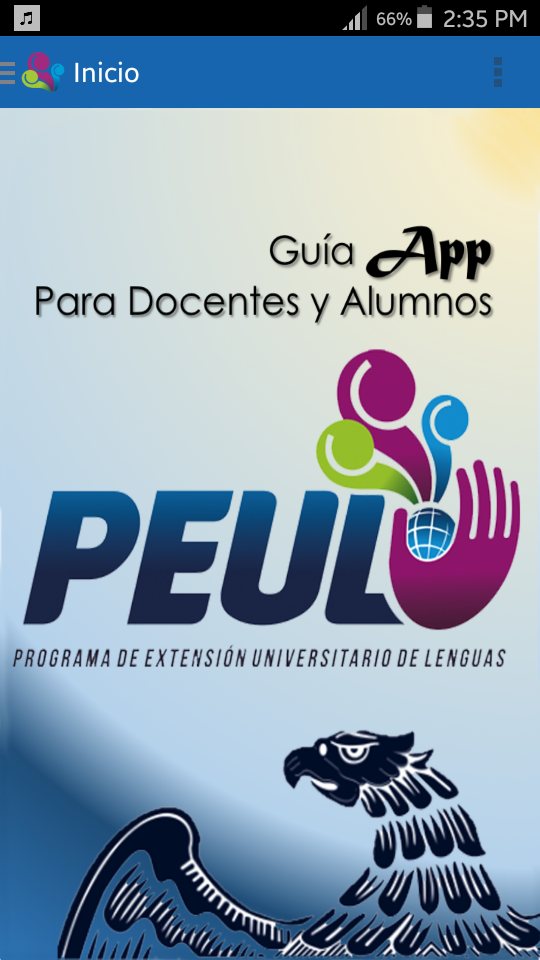 66% 2:35 PM
Inicio
Guía App
Para Docentes y Alumnos
PEUL
PROGRAMA DE EXTENSIÓN UNIVERSITARIO DE LENGUAS